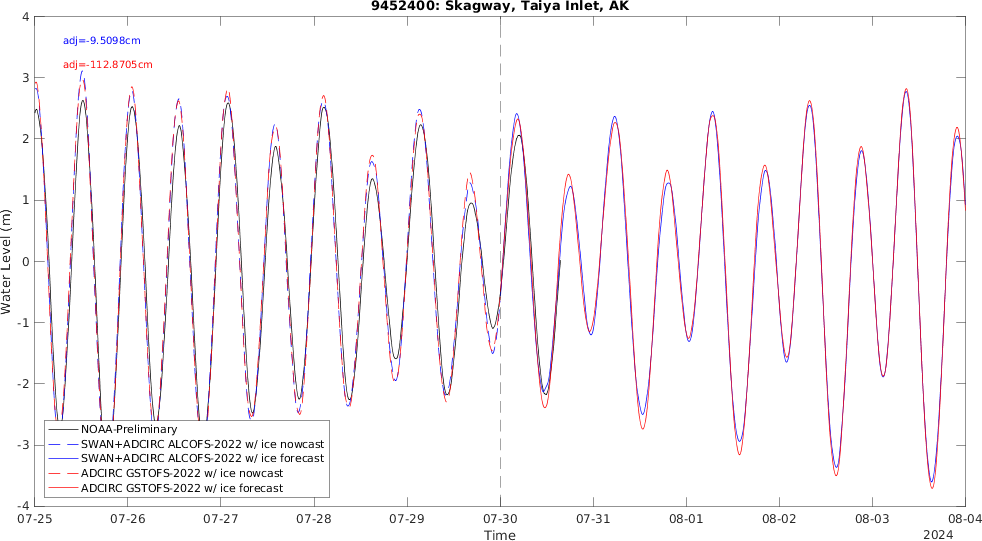 9452400: Skagway, Taiya Inlet, AK
adj=-9.5098cm
adj=-112.8705cm
Water Level (m)
4
3
2
1
0
-1
-2
-3
-4
NOAA-Preliminary
SWAN+ADCIRC ALCOFS-2022 w/ ice nowcast
SWAN+ADCIRC ALCOFS-2022 w/ ice forecast
ADCIRC GSTOFS-2022 w/ ice nowcast
ADCIRC GSTOFS-2022 w/ ice forecast
07-25 07-26 07-27 07-28 07-29 07-30 07-31 08-01 08-02 08-03 08-04
Time
2024